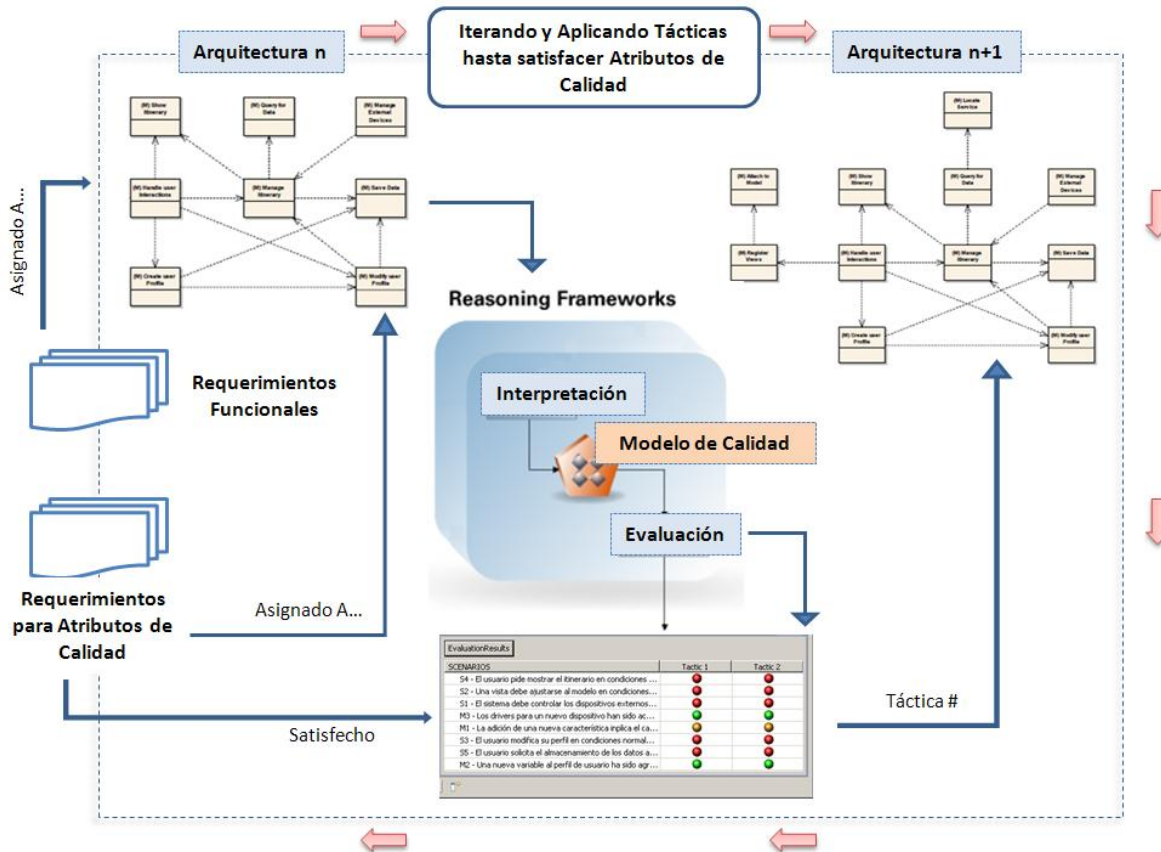 Iterando y Aplicando Tácticas
hasta satisfacer Atributos de
Calidad
Arquitectura n
Arquitectura n+1
(M) Show
Itinerary
(M) Query for
Data
(M) Manage
External
Devices
(M) Handle user
Interactions
(M) Manage
Itinerary
(M) Save Data
(M) Create user
Profile
(M) Modify user
Profile
(M) Locate
Service
(M) Attach to
Model
(M) Show
Itinerary
(M) Query for
Data
(M) Manage
External
Devices
(M) Register
Views
(M) Handle user
Interactions
(M) Manage
Itinerary
(M) Save Data
(M) Create user
Profile
(M) Modify user
Profile
Asignado A...
Reasoning Frameworks
Requerimientos
Funcionales
Interpretación
Modelo de Calidad
Evaluación
Requerimientos
para Atributos de
Calidad
Asignado A...
Satisfecho
Táctica #
EvaluationResults
SCENARIOS Tactic 1 Tactic 2
S4 - El usuario pide mostrar el itinerario en condiciones ...
S2 - Una vista debe ajustarse al modelo en condiciones ...
S1 - El sistema debe controlar los dispositivos externos...
M3 - Los drivers para un nuevo dispositivo han sido ac...
M1 - La adición de una nueva característica inplica el ca...
S3 - El usuario modifica su perfil en condiciones normal...
S5 - El usuario solicita el almacenamiento de los datos a...
M2 - Una nueva variable al perfil de usuario ha sido agr...